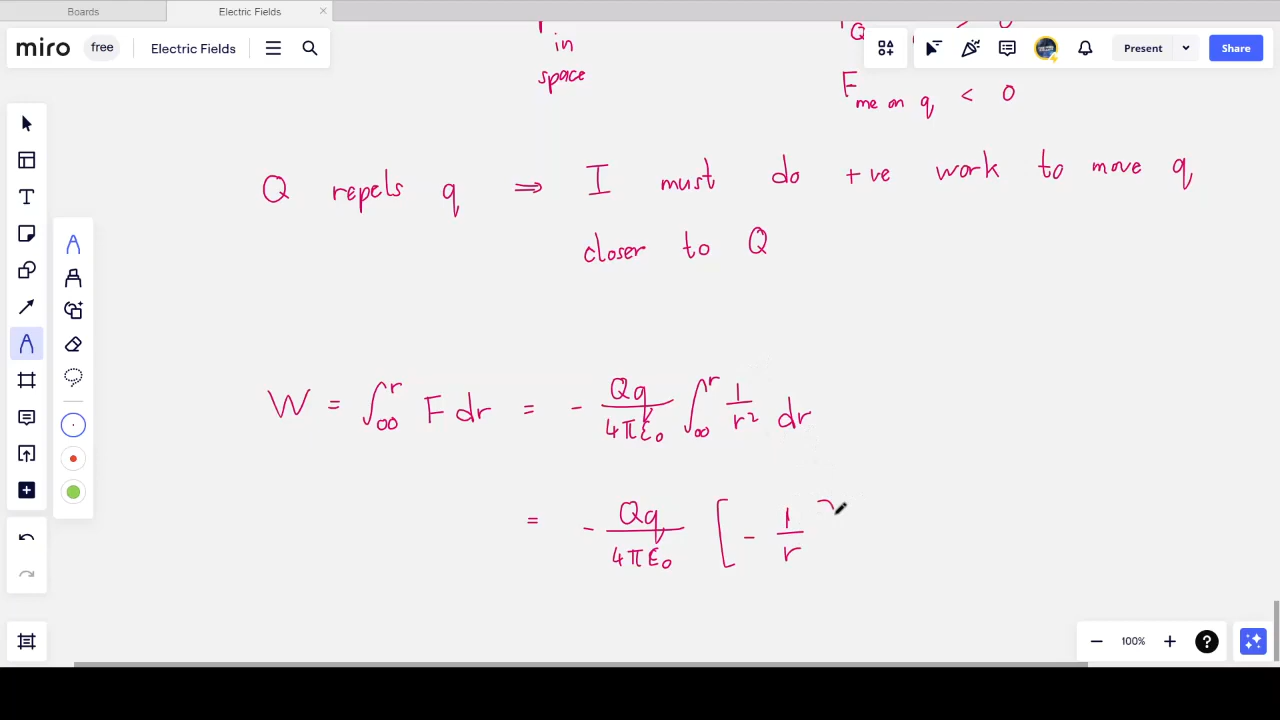 Boards Electric Fields
miro free Electric Fields Present Share
in
space
Q > 0
F me on q < 0
Q repels q ⇒ I must do +ve work to move q
closer to Q
W = ∫_∞^r F dr = - Qq/4πε₀ ∫_∞^r 1/r² dr
= - Qq/4πε₀ [ - 1/r
100%